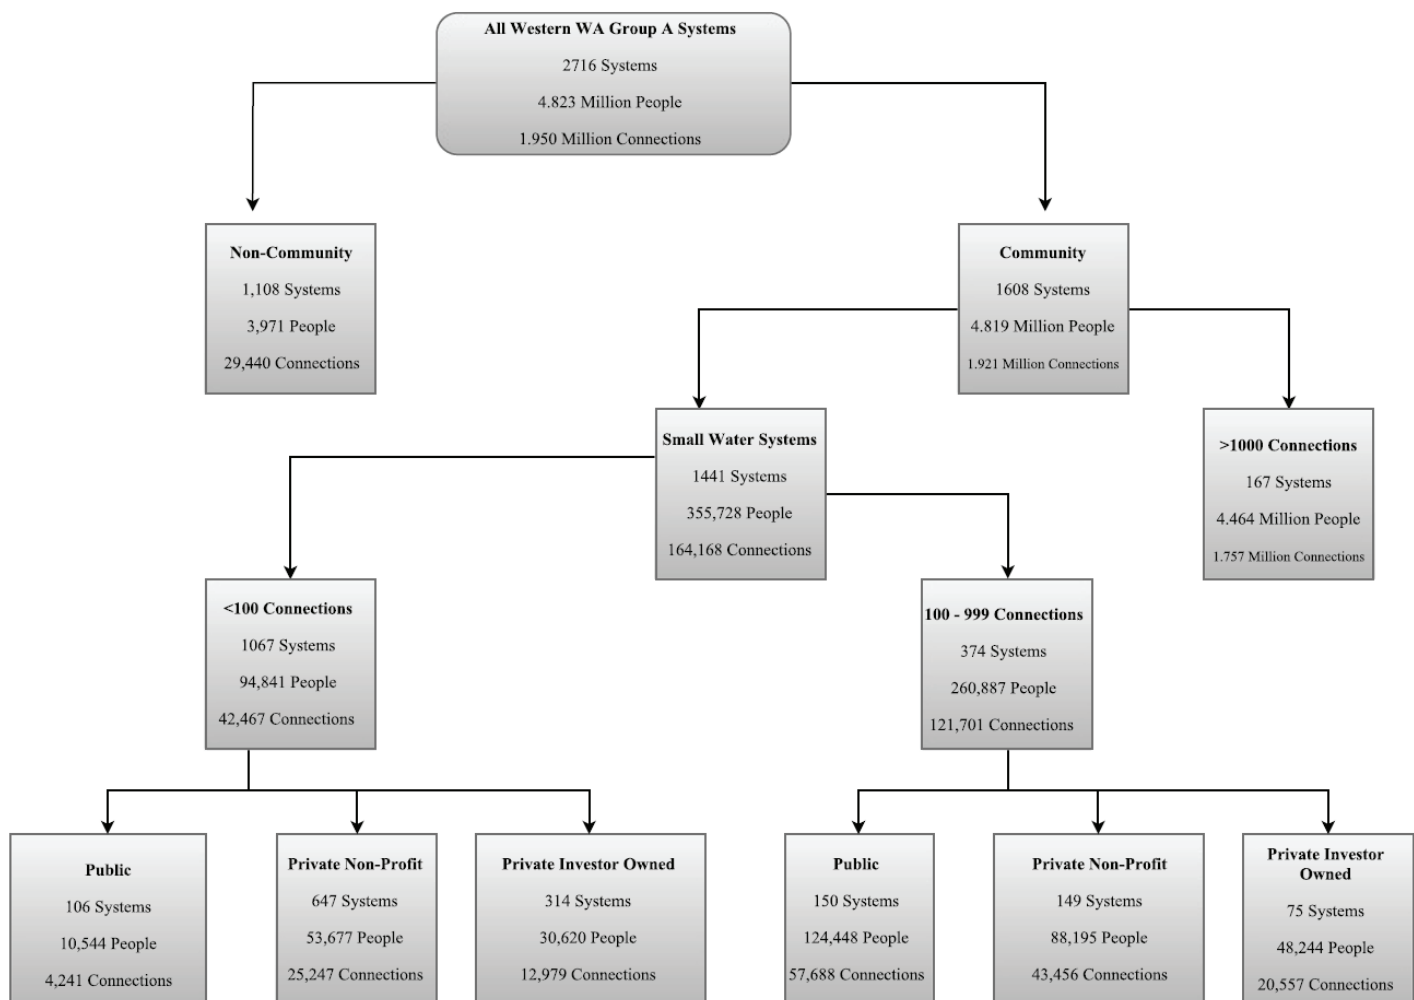 All Western WA Group A Systems
2716 Systems
4.823 Million People
1.950 Million Connections
Non-Community
1,108 Systems
3,971 People
29,440 Connections
Community
1608 Systems
4.819 Million People
1.921 Million Connections
Small Water Systems
1441 Systems
355,728 People
164,168 Connections
>1000 Connections
167 Systems
4.464 Million People
1.757 Million Connections
<100 Connections
1067 Systems
94,841 People
42,467 Connections
100 - 999 Connections
374 Systems
260,887 People
121,701 Connections
Public
106 Systems
10,544 People
4,241 Connections
Private Non-Profit
647 Systems
53,677 People
25,247 Connections
Private Investor Owned
314 Systems
30,620 People
12,979 Connections
Public
150 Systems
124,448 People
57,688 Connections
Private Non-Profit
149 Systems
88,195 People
43,456 Connections
Private Investor
Owned
75 Systems
48,244 People
20,557 Connections